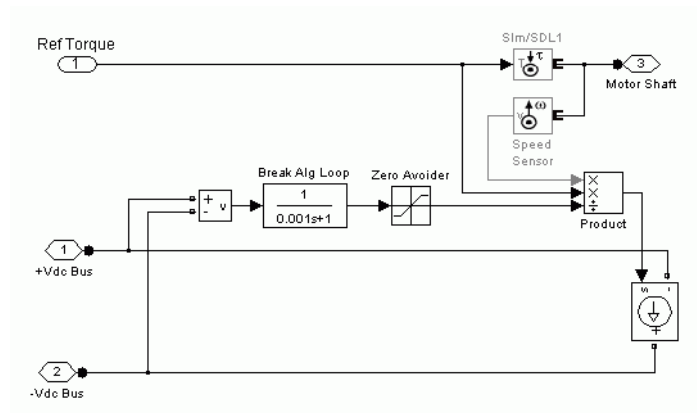 Ref Torque
1
Slm/SDL1
T
τ
3
Motor Shaft
ω
Speed
Sensor
Break Alg Loop
Zero Avoider
+
-
v
1
0.001s+1
×
×
÷
Product
1
+Vdc Bus
s
-
+
2
-Vdc Bus